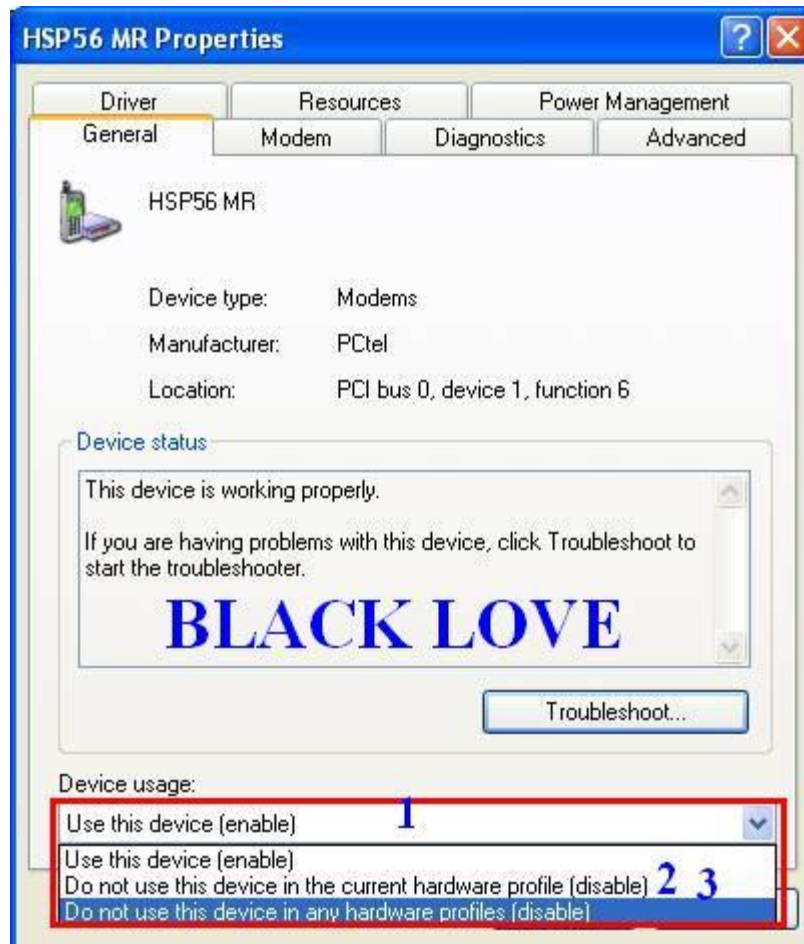 HSP56 MR Properties
Driver Resources Power Management
General Modem Diagnostics Advanced
HSP56 MR
Device type: Modems
Manufacturer: PCtel
Location: PCI bus 0, device 1, function 6
Device status
This device is working properly.
If you are having problems with this device, click Troubleshoot to
start the troubleshooter.
BLACK LOVE
Troubleshoot...
Device usage:
Use this device (enable) 1
Use this device (enable)
Do not use this device in the current hardware profile (disable) 2 3
Do not use this device in any hardware profiles (disable)